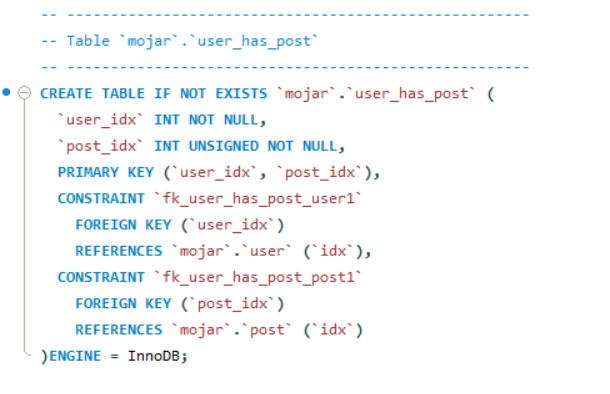 -- -----------------------------------------------------
-- Table `mojar`.`user_has_post`
-- -----------------------------------------------------
CREATE TABLE IF NOT EXISTS `mojar`.`user_has_post` (
  `user_idx` INT NOT NULL,
  `post_idx` INT UNSIGNED NOT NULL,
  PRIMARY KEY (`user_idx`, `post_idx`),
  CONSTRAINT `fk_user_has_post_user1`
    FOREIGN KEY (`user_idx`)
    REFERENCES `mojar`.`user` (`idx`),
  CONSTRAINT `fk_user_has_post_post1`
    FOREIGN KEY (`post_idx`)
    REFERENCES `mojar`.`post` (`idx`)
)ENGINE = InnoDB;